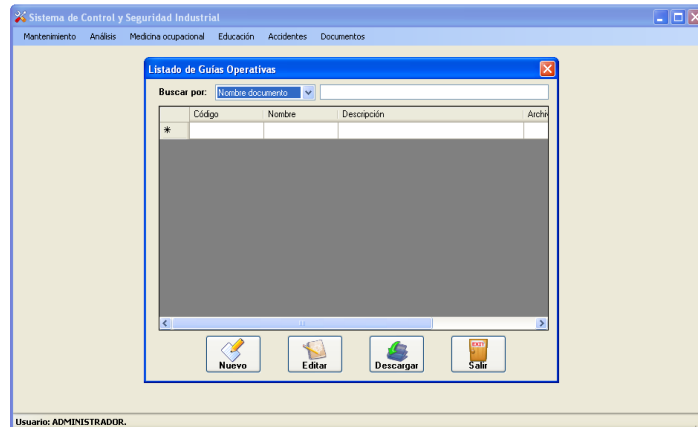 Sistema de Control y Seguridad Industrial
Mantenimiento Análisis Medicina ocupacional Educación Accidentes Documentos
Listado de Guías Operativas
Buscar por: Nombre documento
Código Nombre Descripción Archiv
Nuevo Editar Descargar EXIT Salir
Usuario: ADMINISTRADOR.